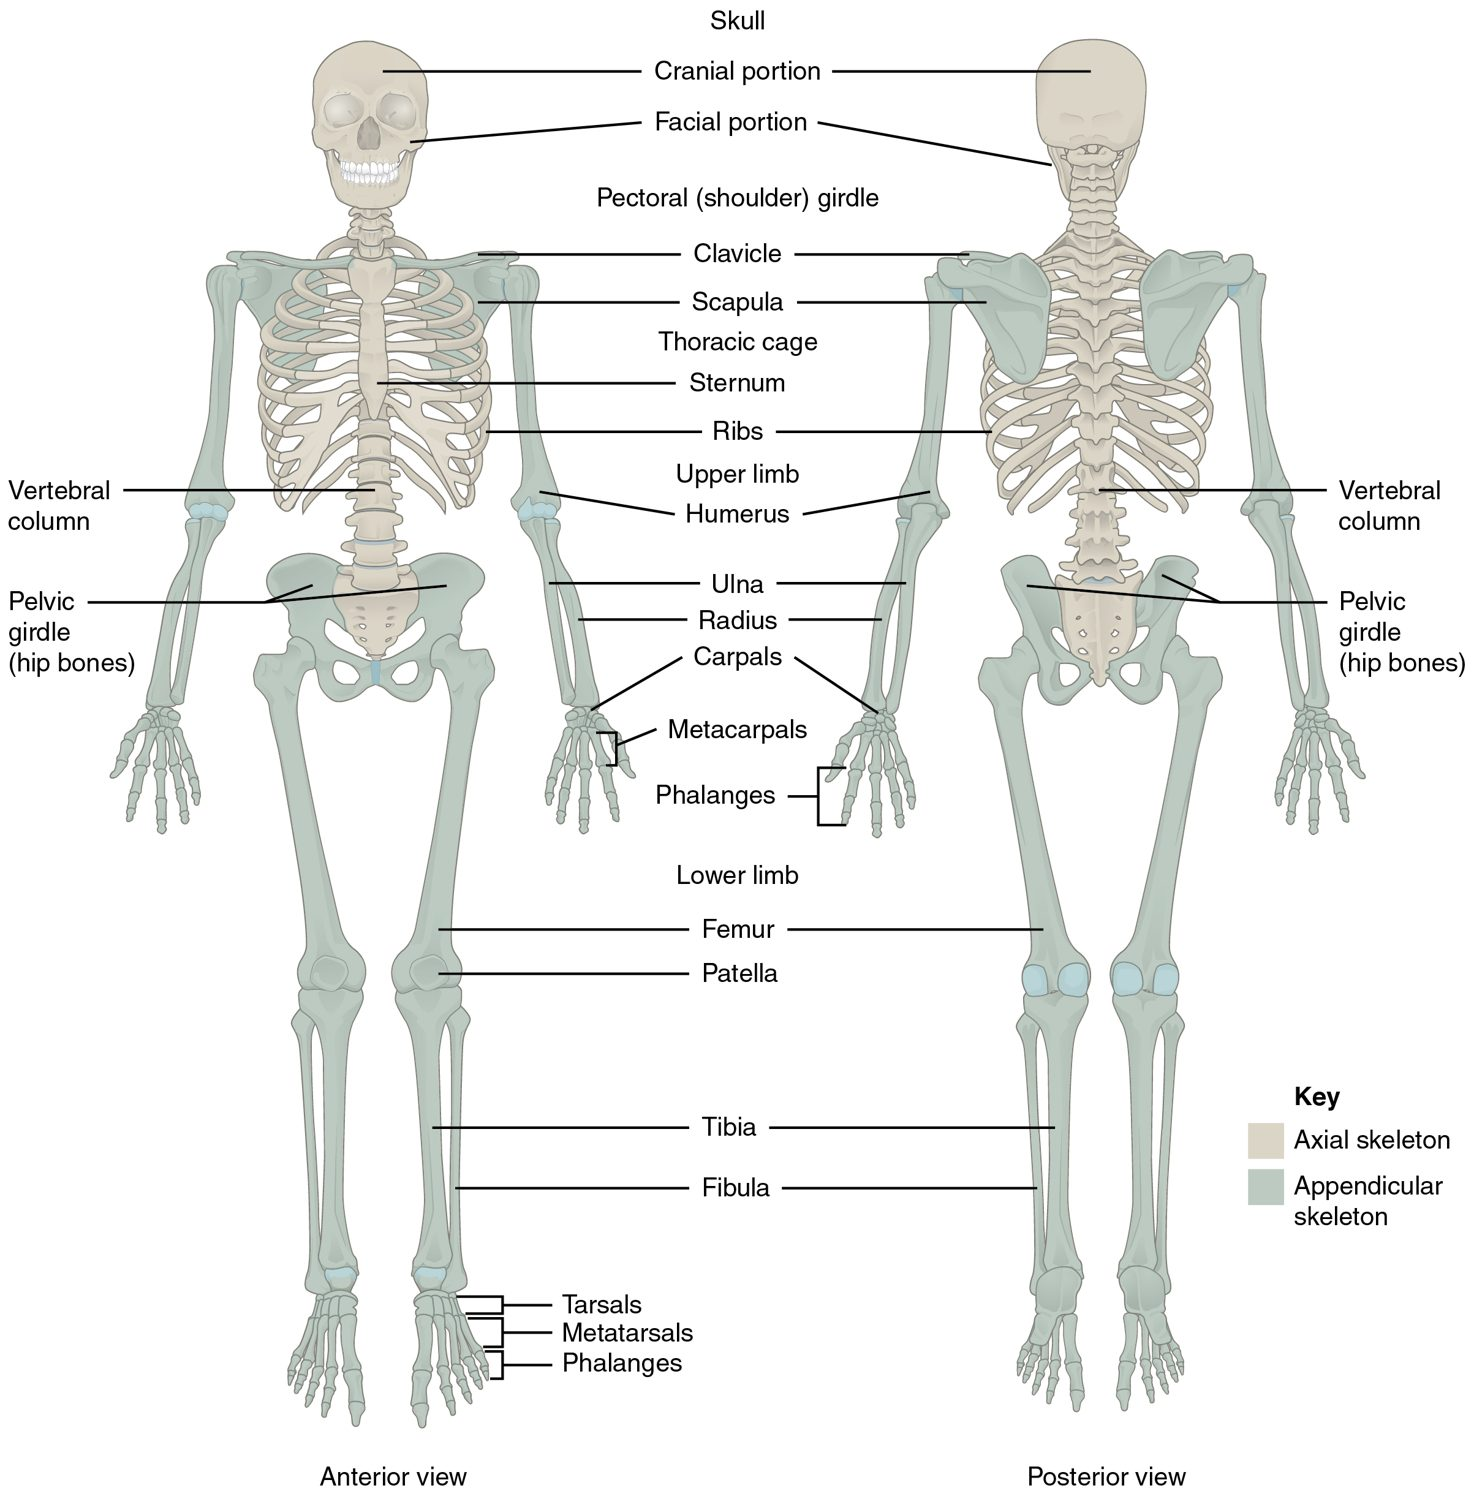 Skull
Cranial portion
Facial portion
Pectoral (shoulder) girdle
Clavicle
Scapula
Thoracic cage
Sternum
Ribs
Upper limb
Humerus
Vertebral
column
Vertebral
column
Ulna
Pelvic
girdle
(hip bones)
Radius
Pelvic
girdle
(hip bones)
Carpals
Metacarpals
Phalanges
Lower limb
Femur
Patella
Tibia
Fibula
Key
Axial skeleton
Appendicular
skeleton
Tarsals
Metatarsals
Phalanges
Anterior view
Posterior view